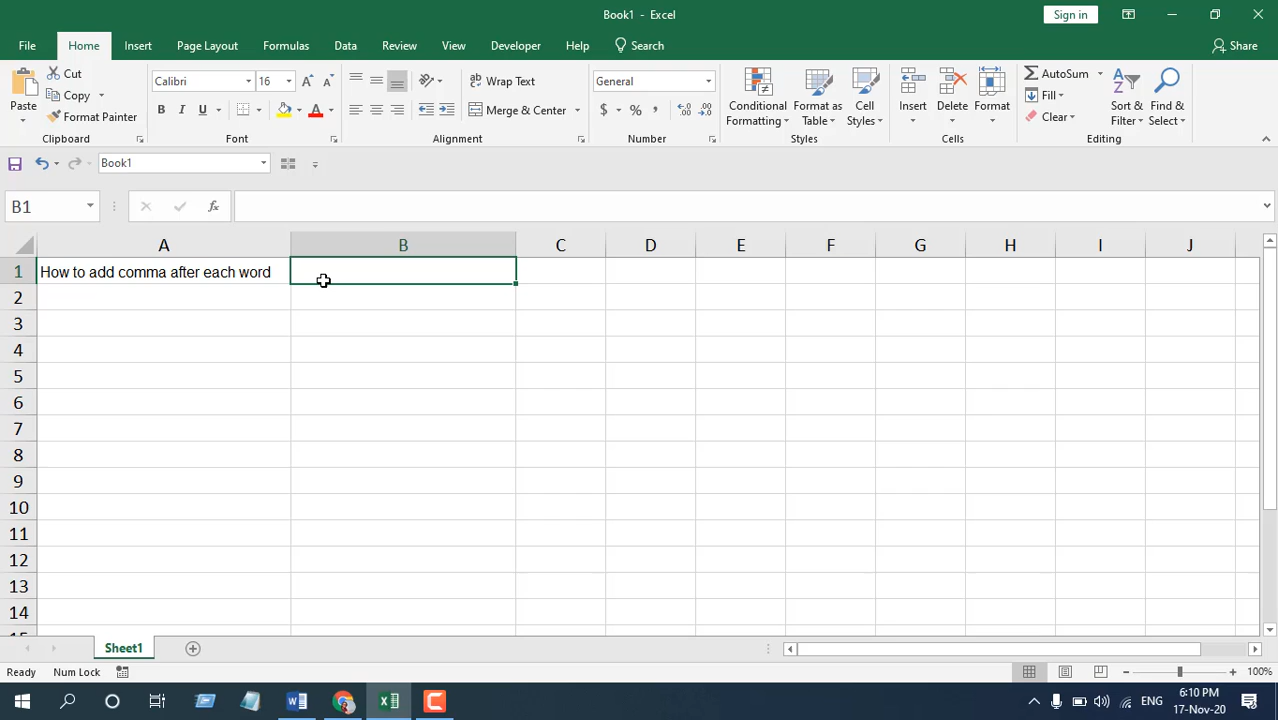 Book1 - Excel
Sign in
File Home Insert Page Layout Formulas Data Review View Developer Help Search Share
Paste
Cut
Copy
Format Painter
Clipboard
Calibri 16
B I U
Font
Wrap Text
Merge & Center
Alignment
General
$ % ,
Number
Conditional Formatting
Format as Table
Cell Styles
Styles
Insert Delete Format
Cells
AutoSum
Fill
Clear
Sort & Filter
Find & Select
Editing
Book1
B1
fx
A B C D E F G H I J
1 How to add comma after each word
2
3
4
5
6
7
8
9
10
11
12
13
14
15
Sheet1
Ready Num Lock 100%
ENG
6:10 PM
17-Nov-20